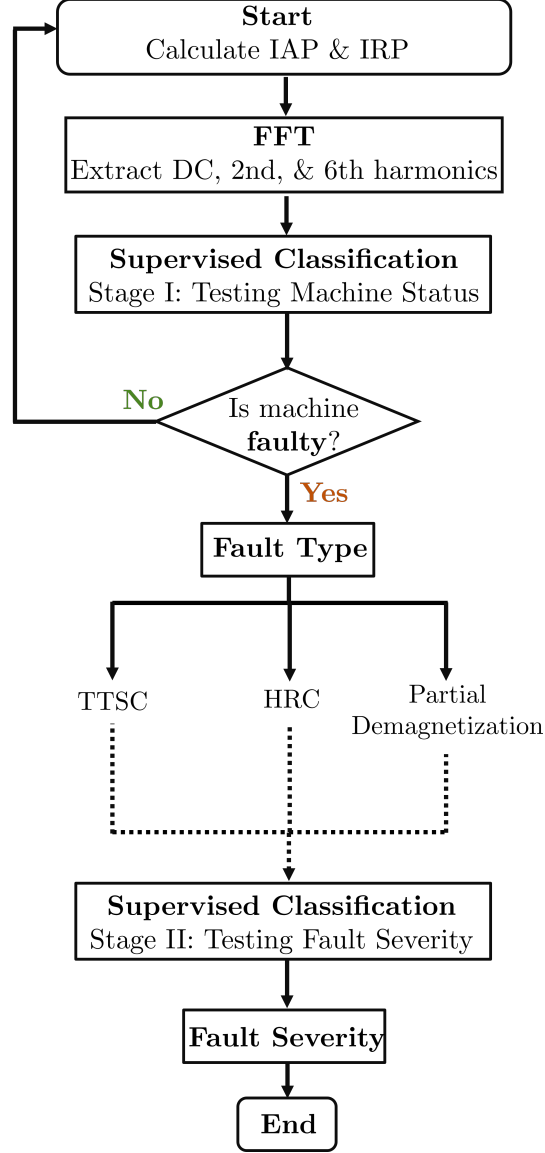 Start
Calculate IAP & IRP
FFT
Extract DC, 2nd, & 6th harmonics
Supervised Classification
Stage I: Testing Machine Status
No
Is machine
faulty?
Yes
Fault Type
TTSC
HRC
Partial
Demagnetization
Supervised Classification
Stage II: Testing Fault Severity
Fault Severity
End